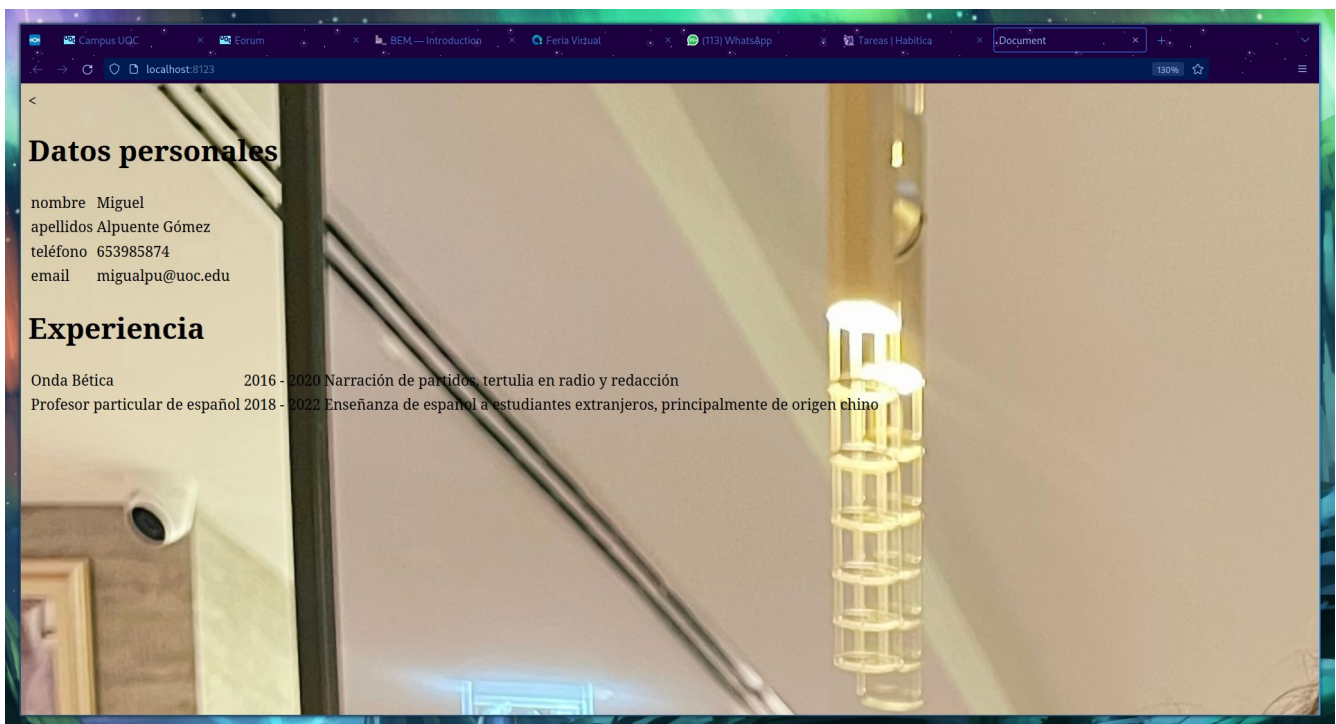 Campus UOC
Forum
BEM — Introduction
Feria Virtual
(113) WhatsApp
Tareas | Habitica
Document
localhost:8123
130%
<
Datos personales
nombre Miguel
apellidos Alpuente Gómez
teléfono 653985874
email migualpu@uoc.edu
Experiencia
Onda Bética 2016 - 2020 Narración de partidos, tertulia en radio y redacción
Profesor particular de español 2018 - 2022 Enseñanza de español a estudiantes extranjeros, principalmente de origen chino